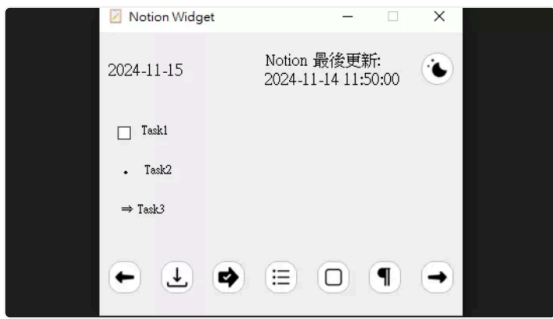 Notion Widget
2024-11-15
Notion 最後更新:
2024-11-14 11:50:00
Task1
Task2
⇒ Task3